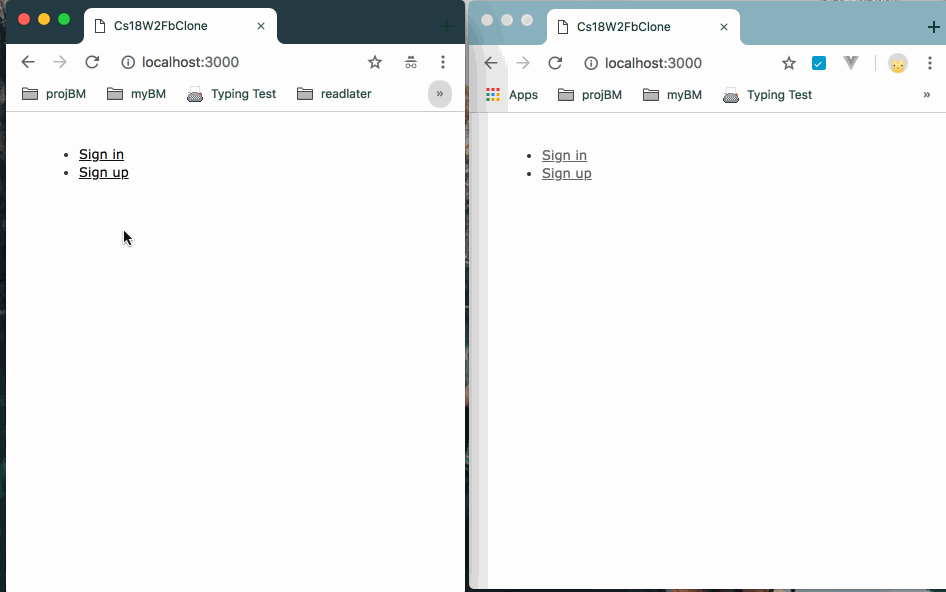 Cs18W2FbClone
localhost:3000
projBM myBM Typing Test readlater »
Sign in
Sign up
Cs18W2FbClone
localhost:3000
Apps projBM myBM Typing Test »
Sign in
Sign up